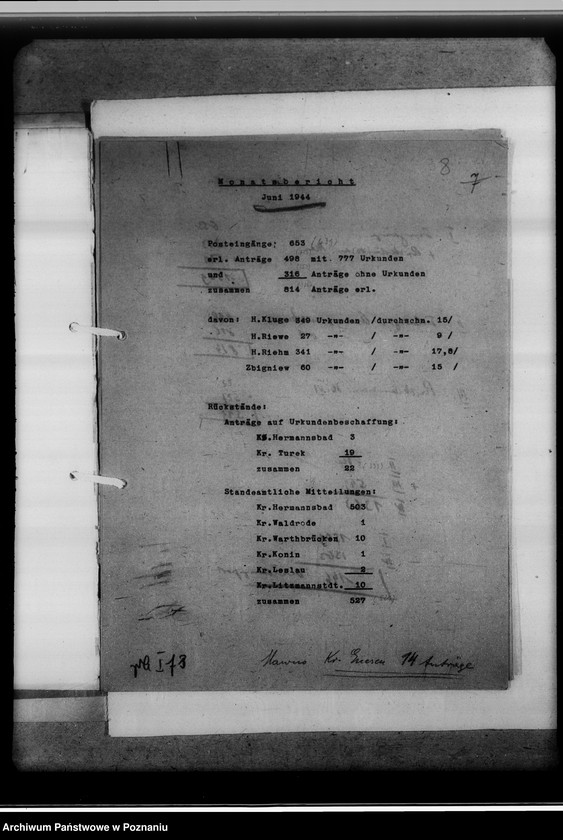 8
7
Monatsbericht
Juni 1944
Posteingänge: 653
erl. Anträge 498 mit 777 Urkunden
und 316 Anträge ohne Urkunden
zusammen 814 Anträge erl.
davon: H.Kluge 349 Urkunden /durchschn. 15/
H.Riewe 27 -"- / -"- 9 /
H.Riehm 341 -"- / -"- 17,8/
Zbigniew 60 -"- / -"- 15 /
Rückstände:
Anträge auf Urkundenbeschaffung:
Kr.Hermannsbad 3
Kr. Turek 19
zusammen 22
Standesamtliche Mitteilungen:
Kr.Hermannsbad 503
Kr.Waldrode 1
Kr.Warthbrücken 10
Kr.Konin 1
Kr.Leslau 2
Kr.Litzmannstdt. 10
zusammen 527
I/8
Kr. 14 Anträge
Archiwum Państwowe w Poznaniu